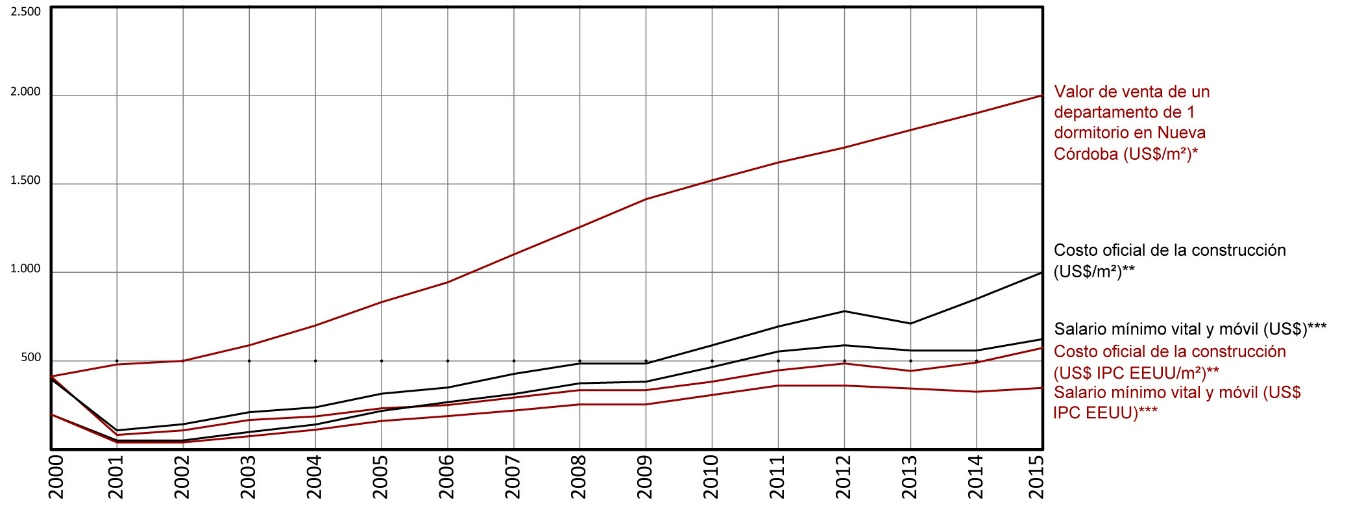 2.500
2.000
1.500
1.000
500
Valor de venta de un
departamento de 1
dormitorio en Nueva
Córdoba (US$/m²)*
Costo oficial de la construcción
(US$/m²)**
Salario mínimo vital y móvil (US$)***
Costo oficial de la construcción
(US$ IPC EEUU/m²)**
Salario mínimo vital y móvil (US$
IPC EEUU)***
2000
2001
2002
2003
2004
2005
2006
2007
2008
2009
2010
2011
2012
2013
2014
2015